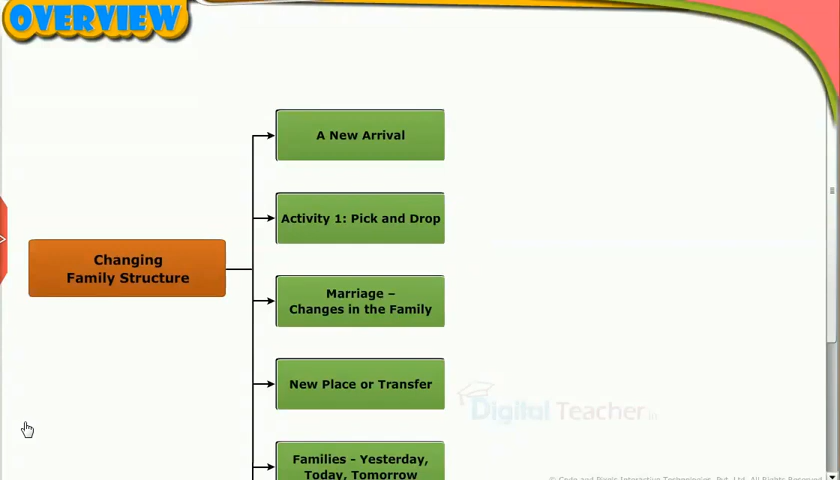 OVERVIEW
A New Arrival
Activity 1: Pick and Drop
Changing
Family Structure
Marriage –
Changes in the Family
New Place or Transfer
Digital Teacher.in
Families - Yesterday,
Today, Tomorrow